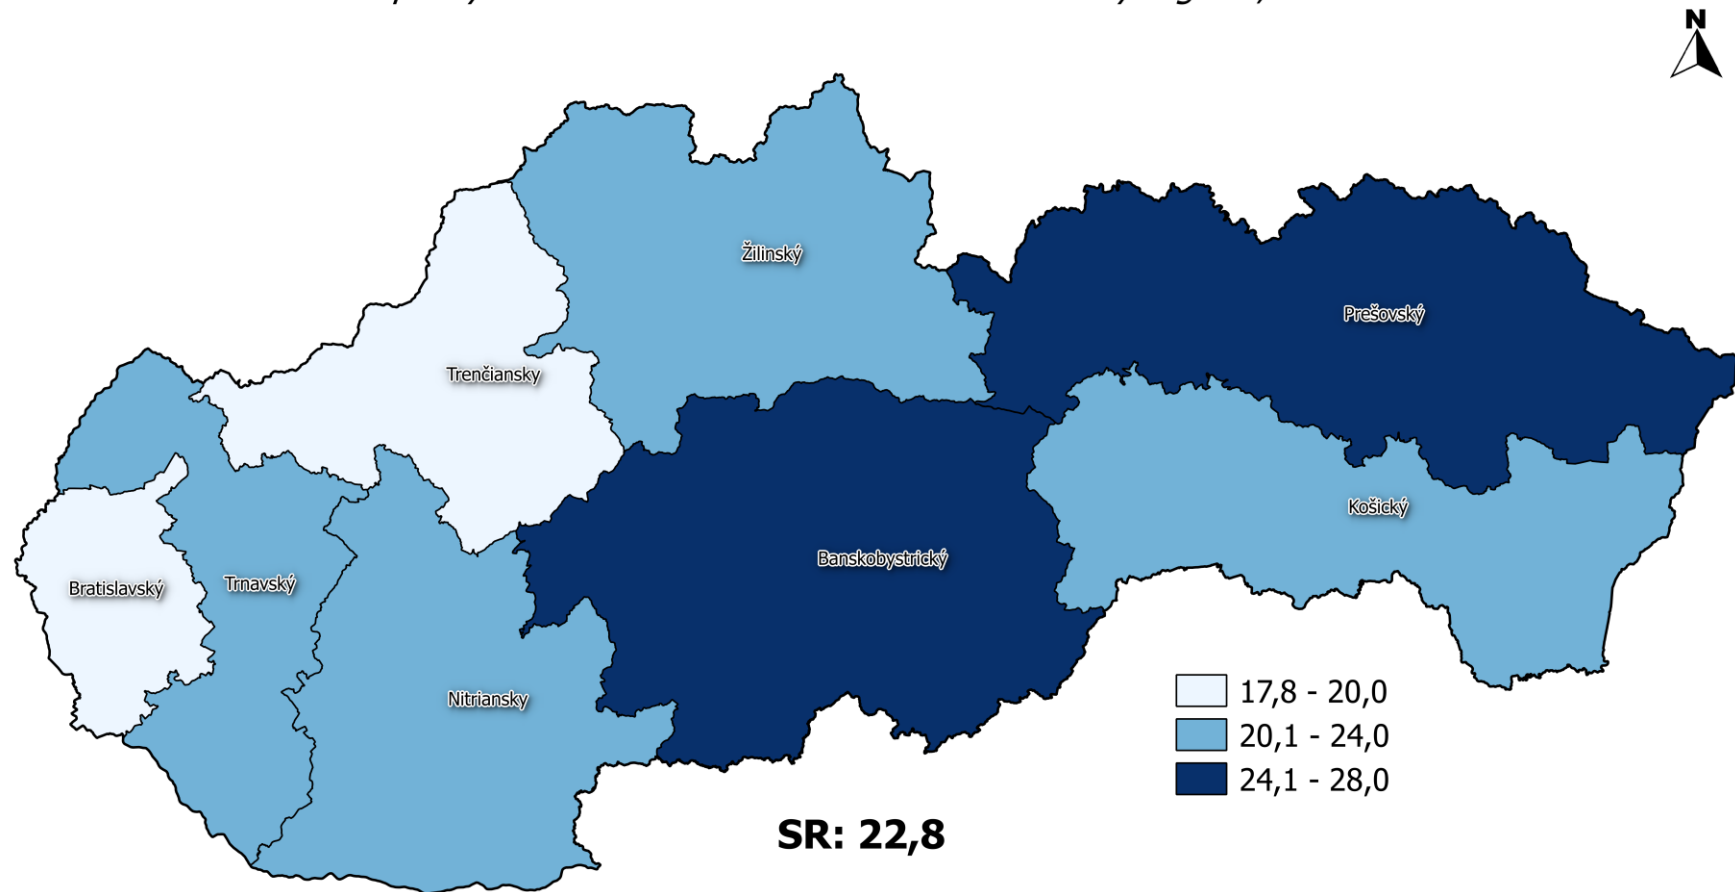 N
Žilinský
Prešovský
Trenčiansky
Košický
Banskobystrický
Trnavský
Bratislavský
Nitriansky
17,8 - 20,0
20,1 - 24,0
24,1 - 28,0
SR: 22,8